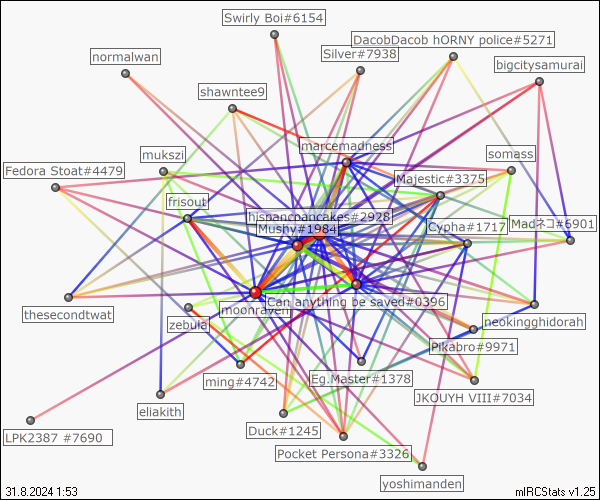 Swirly Boi#6154
DacobDacob hORNY police#5271
normalwan
Silver#7938
bigcitysamurai
shawntee9
marcemadness
mukszi
somass
Fedora Stoat#4479
Majestic#3375
frisout
hispancpancakes#2928
Mushy#1984
Cypha#1717
Madネコ#6901
Can anything be saved#0396
moonraven
thesecondtwat
zebula
neokingghidorah
Pikabro#9971
ming#4742
Eg.Master#1378
JKOUYH VIII#7034
eliakith
LPK2387 #7690
Duck#1245
Pocket Persona#3326
yoshimanden
31.8.2024 1:53
mIRCStats v1.25